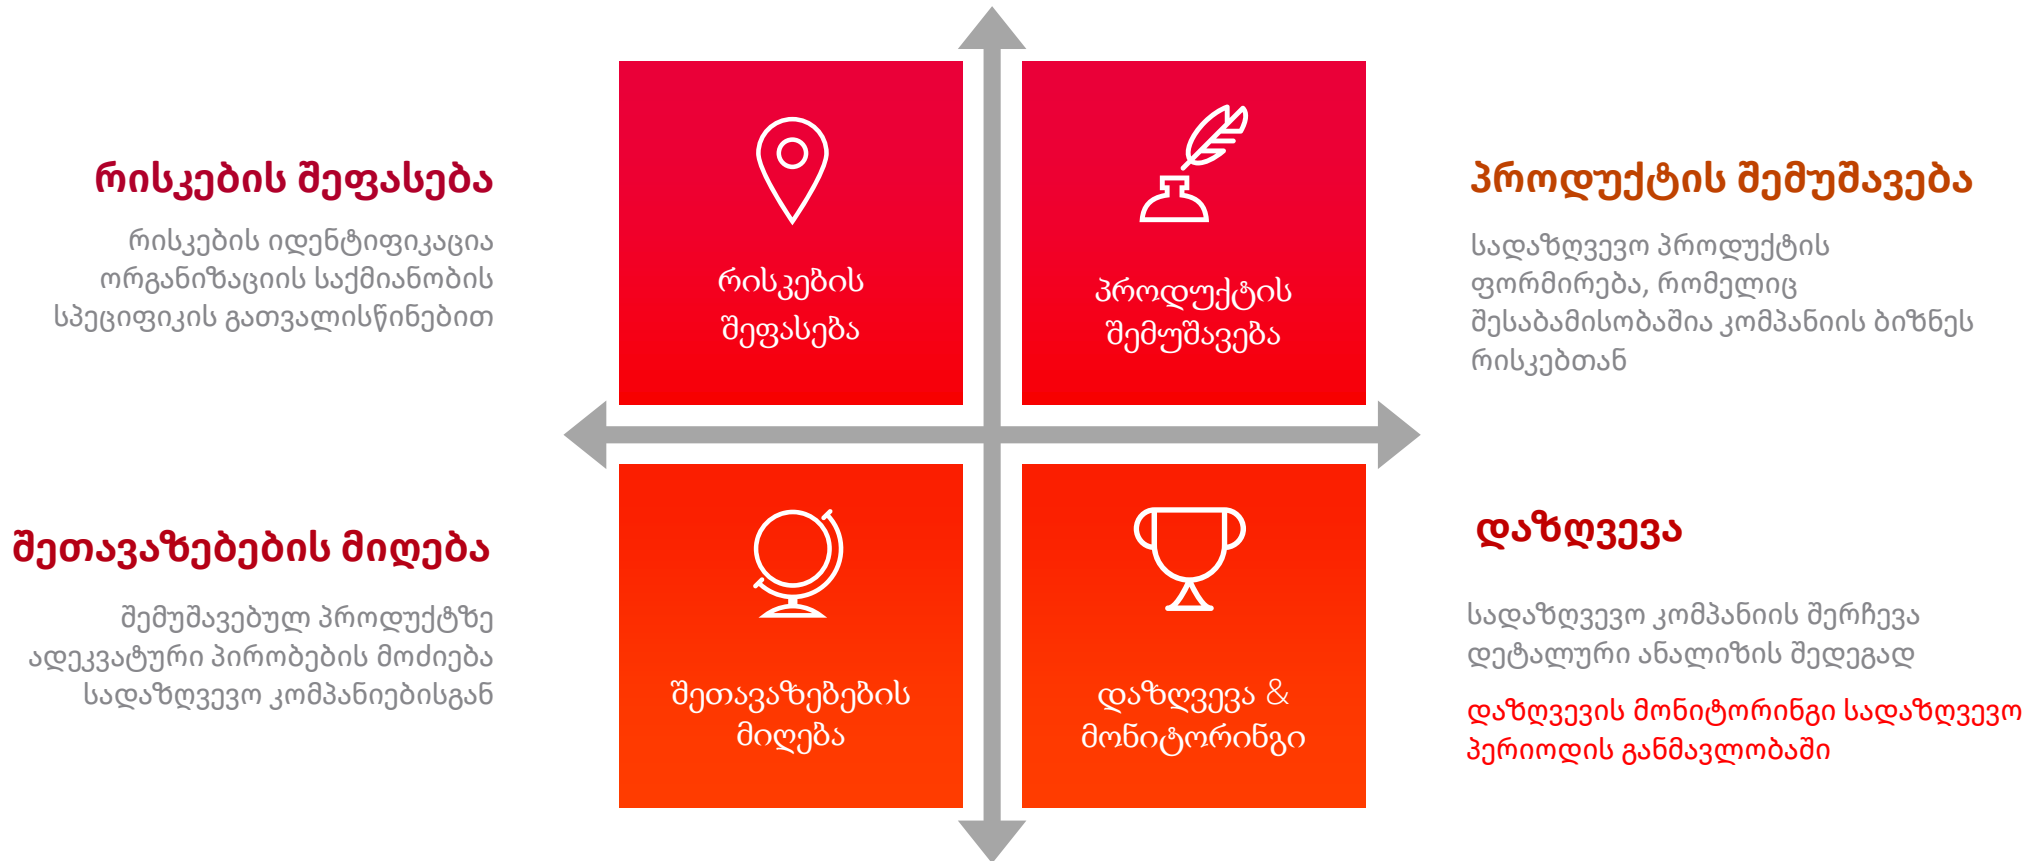 რისკების შეფასება
რისკების იდენტიფიკაცია
ორგანიზაციის საქმიანობის
სპეციფიკის გათვალისწინებით
რისკების
შეფასება
პროდუქტის
შემუშავება
პროდუქტის შემუშავება
სადაზღვევო პროდუქტის
ფორმირება, რომელიც
შესაბამისობაშია კომპანიის ბიზნეს
რისკებთან
შეთავაზებების მიღება
შემუშავებულ პროდუქტზე
ადეკვატური პირობების მოძიება
სადაზღვევო კომპანიებისგან
შეთავაზებების
მიღება
დაზღვევა &
მონიტორინგი
დაზღვევა
სადაზღვევო კომპანიის შერჩევა
დეტალური ანალიზის შედეგად
დაზღვევის მონიტორინგი სადაზღვევო
პერიოდის განმავლობაში